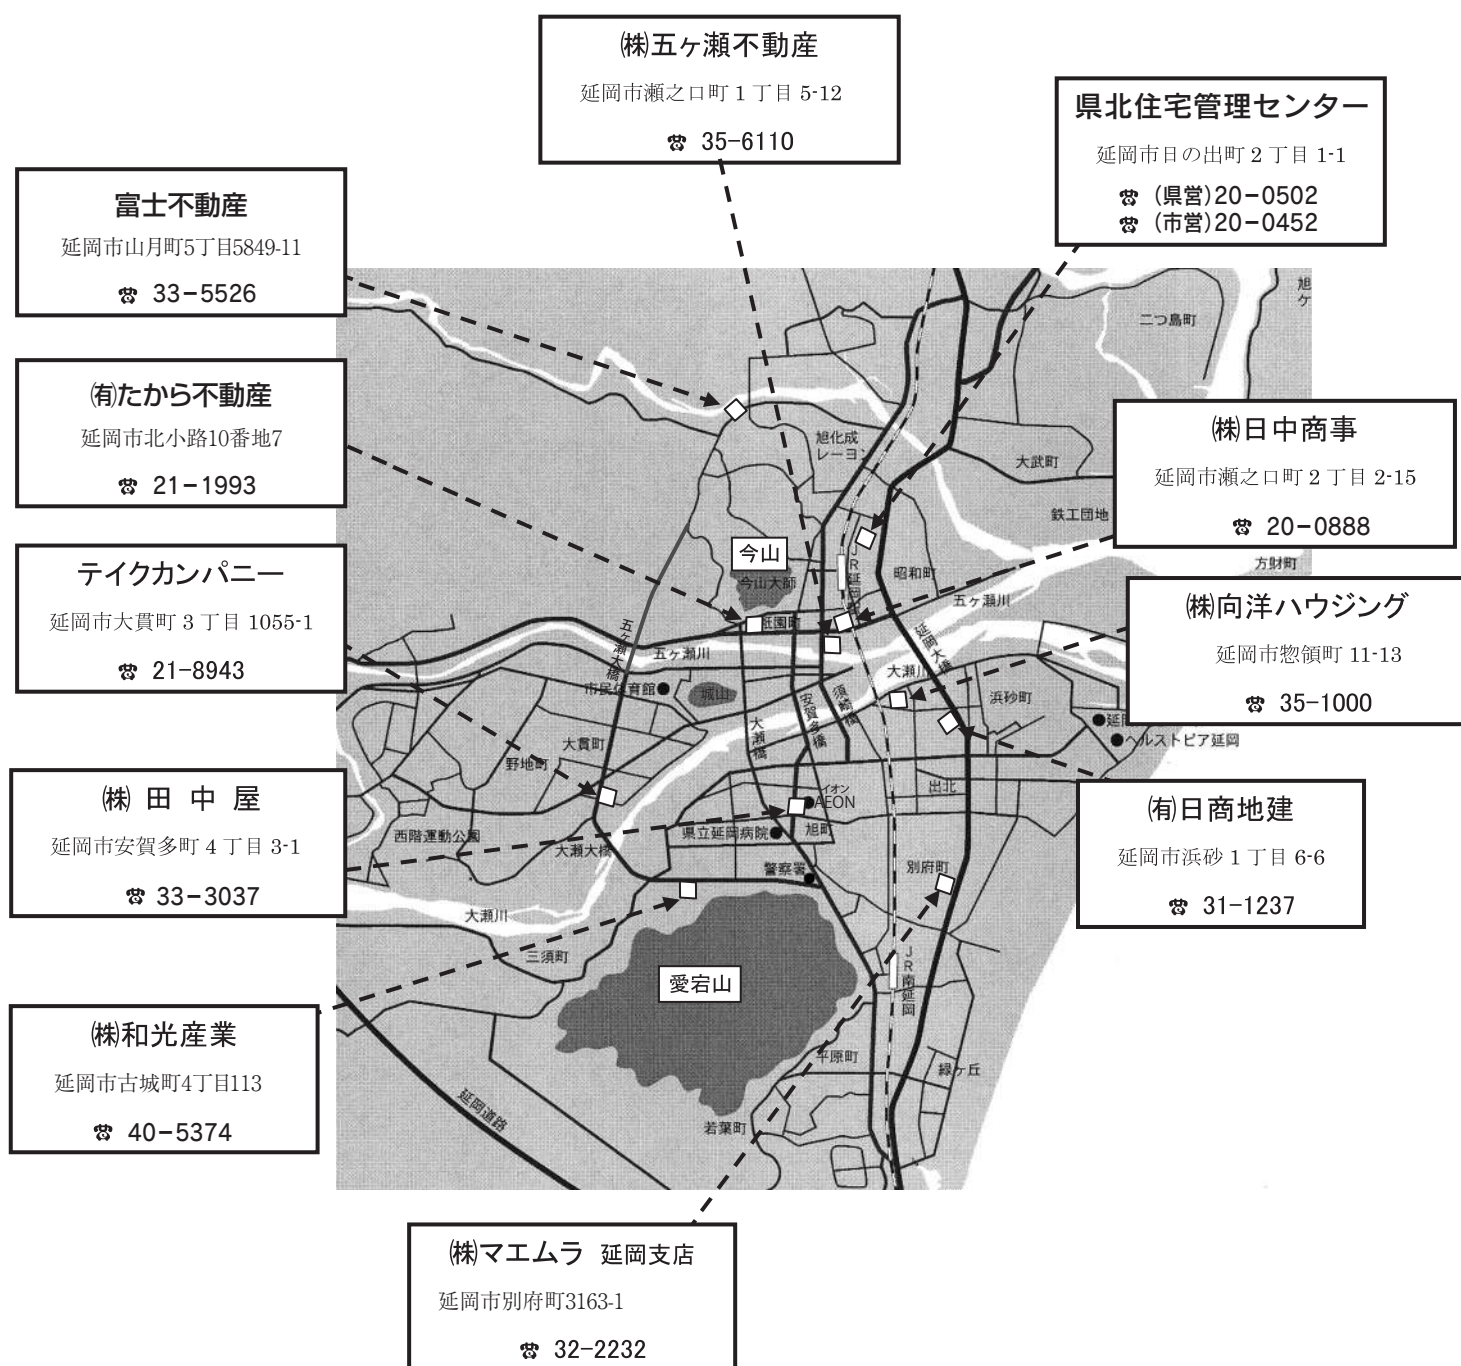 ㈱五ヶ瀬不動産
延岡市瀬之口町1丁目5-12
☎ 35-6110
県北住宅管理センター
延岡市日の出町2丁目1-1
☎ (県営)20-0502
☎ (市営)20-0452
富士不動産
延岡市山月町5丁目5849-11
☎ 33-5526
㈲たから不動産
延岡市北小路10番地7
☎ 21-1993
テイクカンパニー
延岡市大貫町3丁目1055-1
☎ 21-8943
㈱ 田 中 屋
延岡市安賀多町4丁目3-1
☎ 33-3037
㈱和光産業
延岡市古城町4丁目113
☎ 40-5374
㈱マエムラ 延岡支店
延岡市別府町3163-1
☎ 32-2232
㈱日中商事
延岡市瀬之口町2丁目2-15
☎ 20-0888
㈱向洋ハウジング
延岡市惣領町11-13
☎ 35-1000
㈲日商地建
延岡市浜砂1丁目6-6
☎ 31-1237
旭ケ
二つ島町
旭化成
レーヨン
大武町
鉄工団地
方財町
今山
今山大師
JR延岡
昭和町
祇園町
五ヶ瀬川
五ヶ瀬大橋
五ヶ瀬川
延岡大橋
大瀬川
市民体育館
城山
大瀬橋
安賀多橋
須崎橋
浜砂町
延岡
ヘルストピア延岡
大貫町
野地町
出北
イオン
AEON
西階運動公園
大瀬大橋
県立延岡病院
旭町
警察署
別府町
大瀬川
三須町
JR南延岡
愛宕山
平原町
緑ヶ丘
延岡道路
若葉町